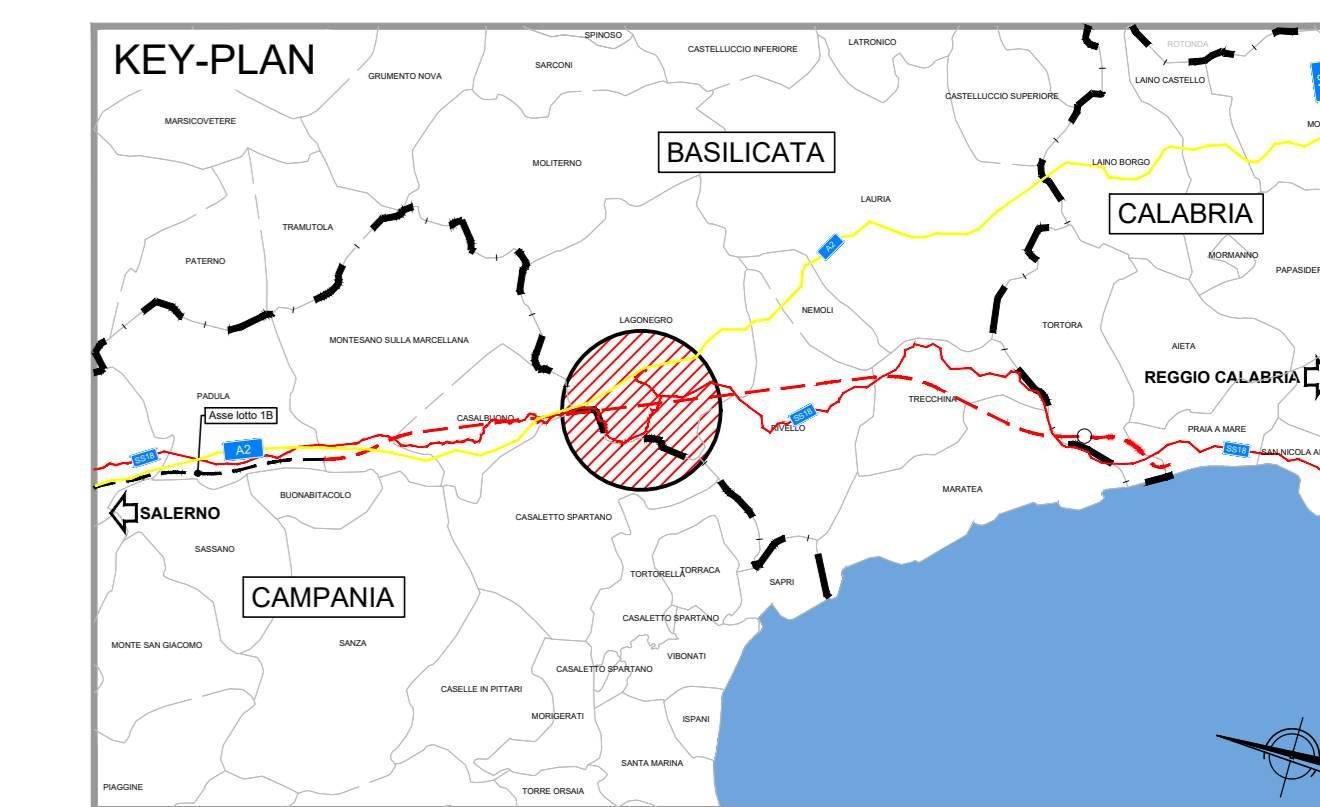 KEY-PLAN
SPINOSO
CASTELLUCCIO INFERIORE
LATRONICO
ROTONDA
GRUMENTO NOVA
SARCONI
CASTELLUCCIO SUPERIORE
LAINO CASTELLO
MARSICOVETERE
MOLITERNO
BASILICATA
LAINO BORGO
LAURIA
CALABRIA
TRAMUTOLA
PATERNO
A2
MORMANNO
NEMOLI
LAGONEGRO
TORTORA
MONTESANO SULLA MARCELLANA
AIETA
REGGIO CALABRIA
PADULA
Asse lotto 1B
CASALBUONO
TRECCHINA
SS18
RIVELLO
PRAIA A MARE
A2
SS18
SS18
MARATEA
BUONABITACOLO
SALERNO
CASALETTO SPARTANO
SASSANO
TORTORELLA
TORRACA
SAPRI
CAMPANIA
CASALETTO SPARTANO
MONTE SAN GIACOMO
SANZA
VIBONATI
CASALETTO SPARTANO
CASELLE IN PITTARI
MORIGERATI
ISPANI
SANTA MARINA
PIAGGINE
TORRE ORSAIA